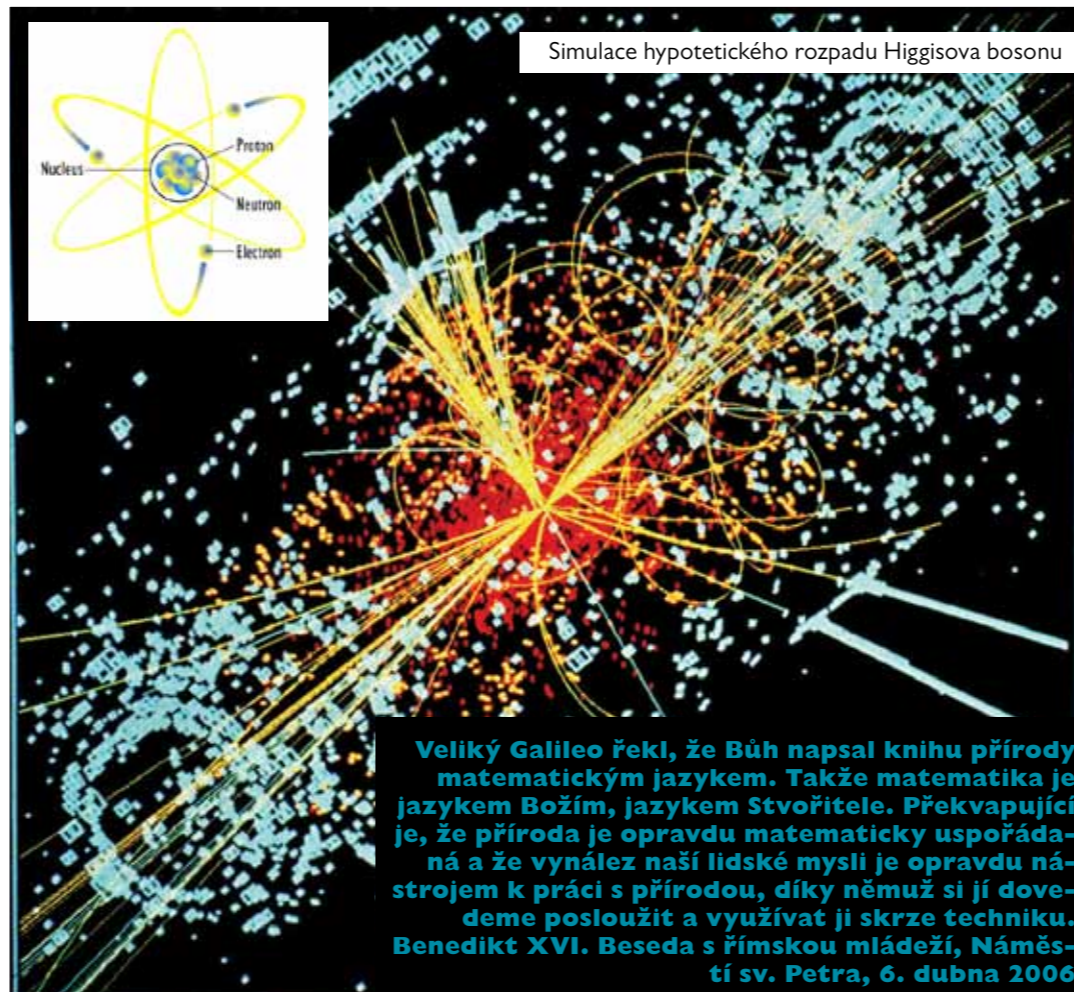 Simulace hypotetického rozpadu Higgisova bosonu
Proton
Nucleus
Neutron
Electron
Veliký Galileo řekl, že Bůh napsal knihu přírody
matematickým jazykem. Takže matematika je
jazykem Božím, jazykem Stvořitele. Překvapující
je, že příroda je opravdu matematicky uspořáda-
ná a že vynález naší lidské mysli je opravdu ná-
strojem k práci s přírodou, díky němuž si jí dove-
deme posloužit a využívat ji skrze techniku.
Benedikt XVI. Beseda s římskou mládeží, Náměs-
tí sv. Petra, 6. dubna 2006